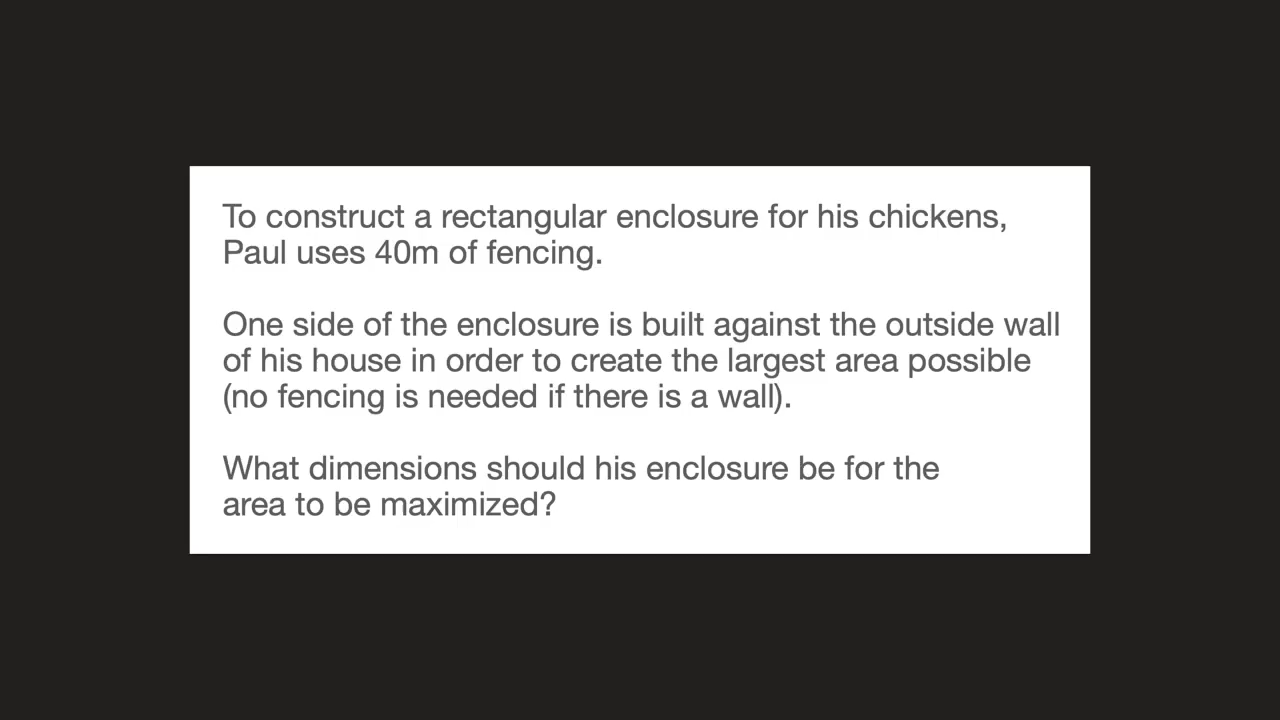 To construct a rectangular enclosure for his chickens,
Paul uses 40m of fencing.
One side of the enclosure is built against the outside wall
of his house in order to create the largest area possible
(no fencing is needed if there is a wall).
What dimensions should his enclosure be for the
area to be maximized?